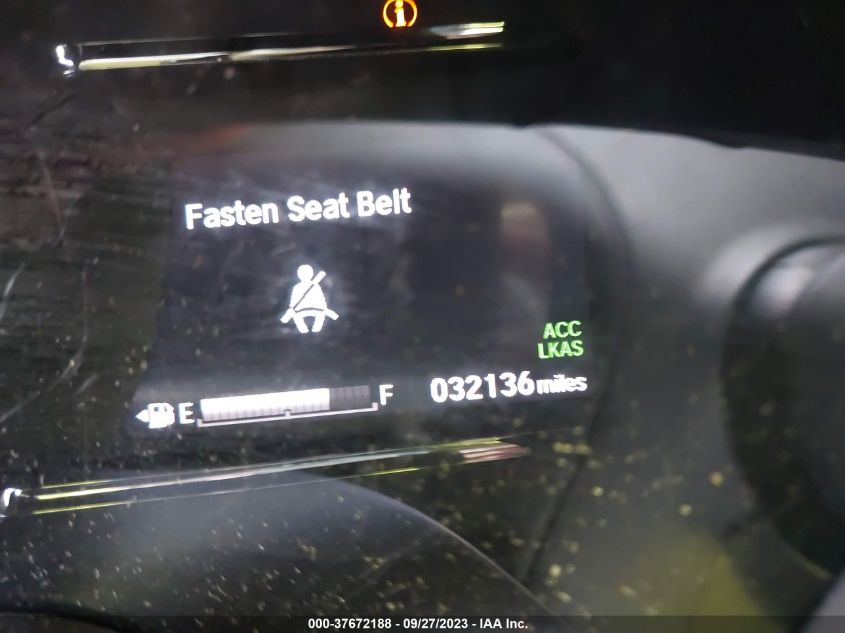 i
Fasten Seat Belt
ACC
LKAS
E F 032136 miles
000-37672188 - 09/27/2023 - IAA Inc.